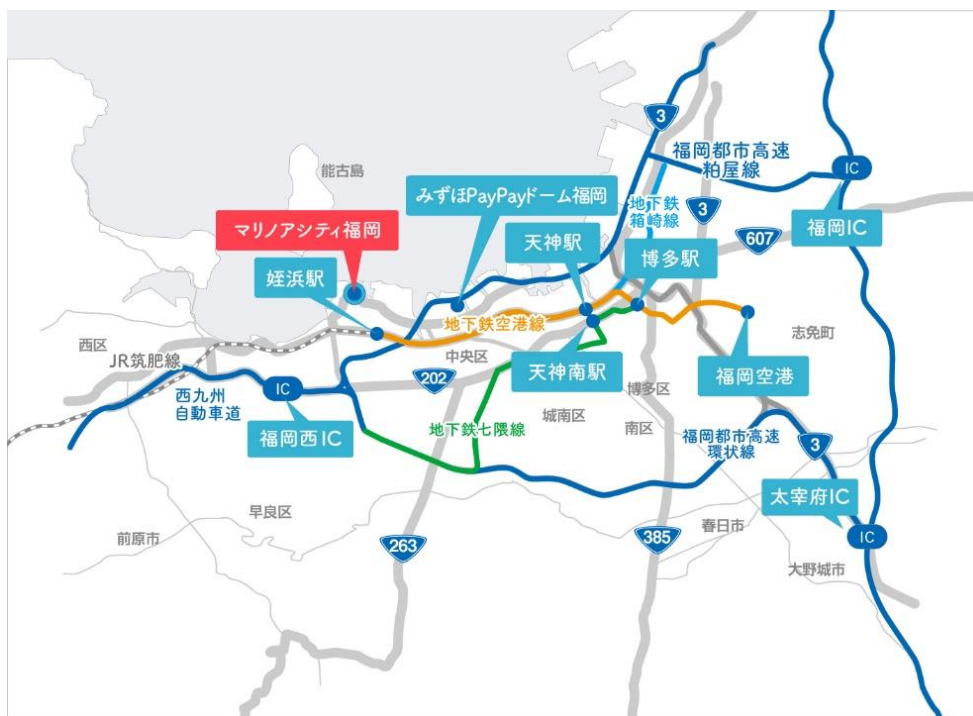 3
福岡都市高速
粕屋線
IC
能古島
みずほPayPayドーム福岡
地下鉄
箱崎線
3
福岡IC
マリノアシティ福岡
天神駅
博多駅
607
姪浜駅
地下鉄空港線
志免町
西区
JR筑肥線
中央区
202
天神南駅
福岡空港
西九州
自動車道
IC
博多区
城南区
南区
福岡西IC
地下鉄七隈線
福岡都市高速
環状線
3
太宰府IC
早良区
前原市
263
385
春日市
IC
大野城市